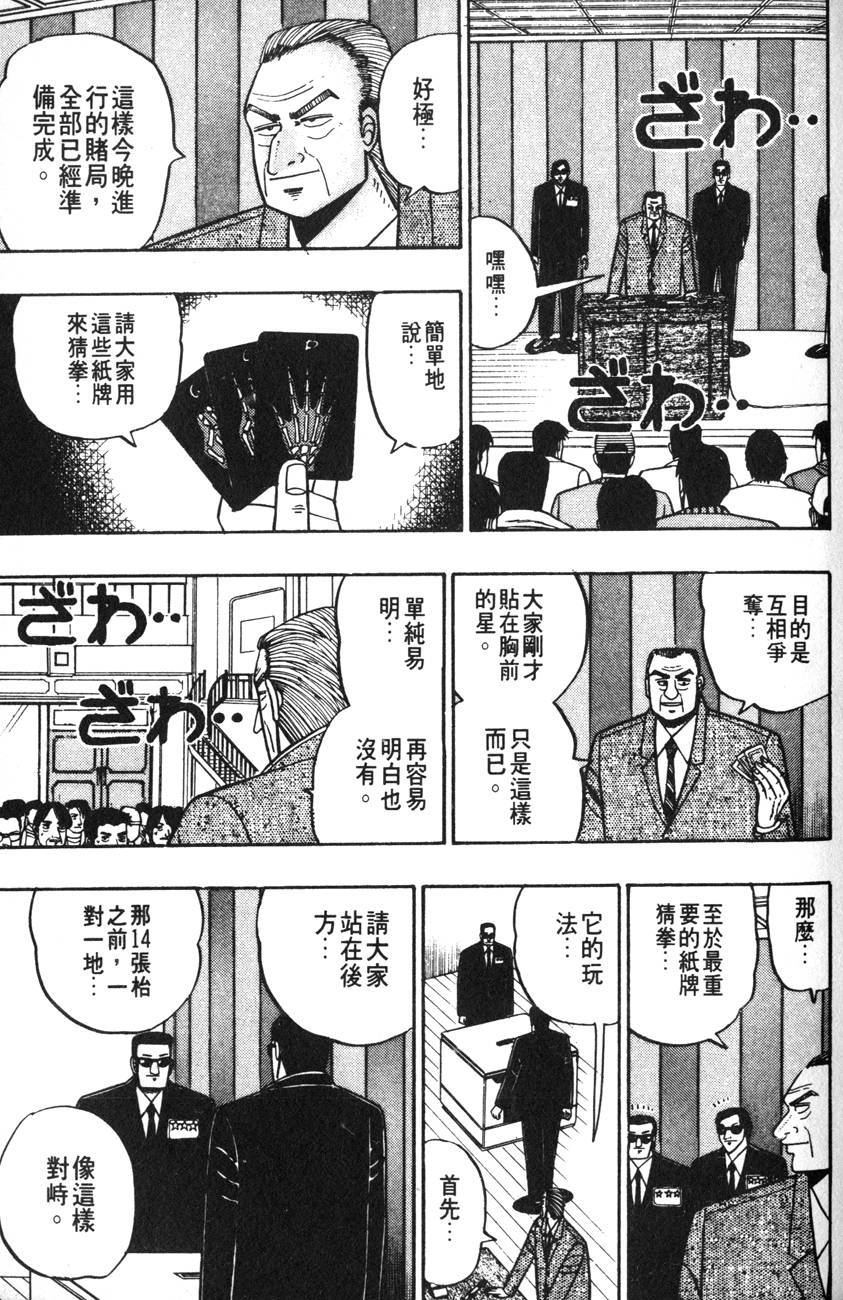 ざわ‥
嘿嘿…
ざわ‥
好極…
這樣今晚進
行的賭局，
全部已經準
備完成。
簡單地
說…
請大家用
這些紙牌
來猜拳…
目的是
互相爭
奪…
大家剛才
貼在胸前
的星。
只是這樣
而已。
單純易
明…
再容易
明白也
沒有。
ざわ‥
ざわ‥
那麼…
至於最重
要的紙牌
猜拳…
它的玩
法…
首先…
請大家
站在後
方…
那14張枱
之前，一
對一地…
像這樣
對峙。